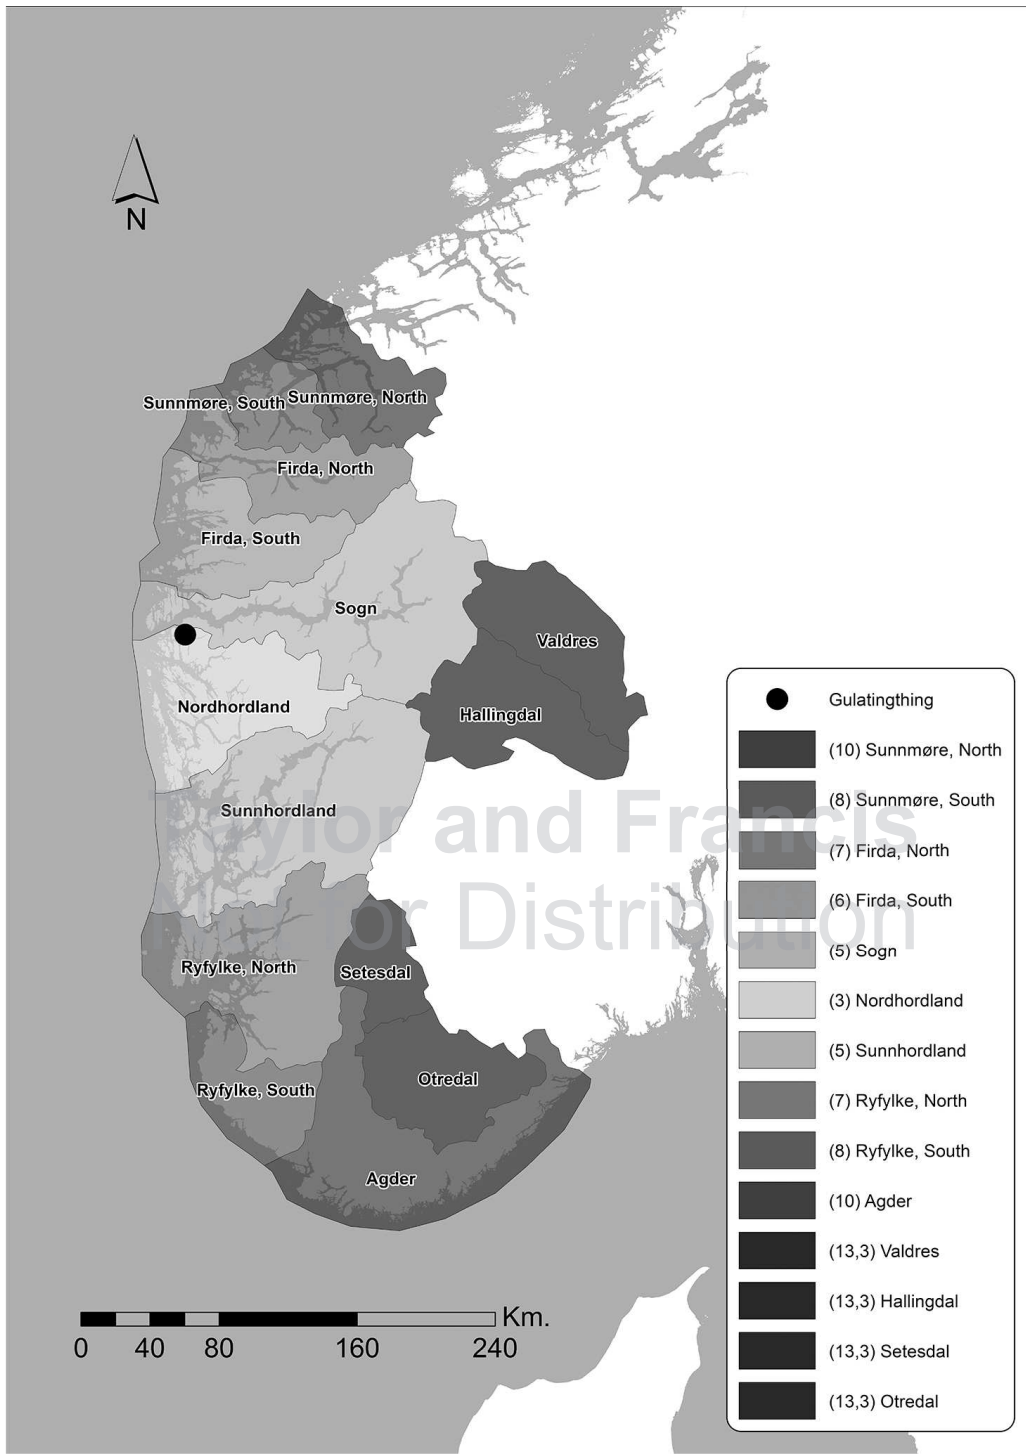 N
Sunnmøre, South
Sunnmøre, North
Firda, North
Firda, South
Sogn
Valdres
Nordhordland
Hallingdal
Sunnhordland
Taylor and Francis
Not for Distribution
Ryfylke, North
Setesdal
Otredal
Ryfylke, South
Agder
Km.
0 40 80 160 240
Gulatingthing
(10) Sunnmøre, North
(8) Sunnmøre, South
(7) Firda, North
(6) Firda, South
(5) Sogn
(3) Nordhordland
(5) Sunnhordland
(7) Ryfylke, North
(8) Ryfylke, South
(10) Agder
(13,3) Valdres
(13,3) Hallingdal
(13,3) Setesdal
(13,3) Otredal